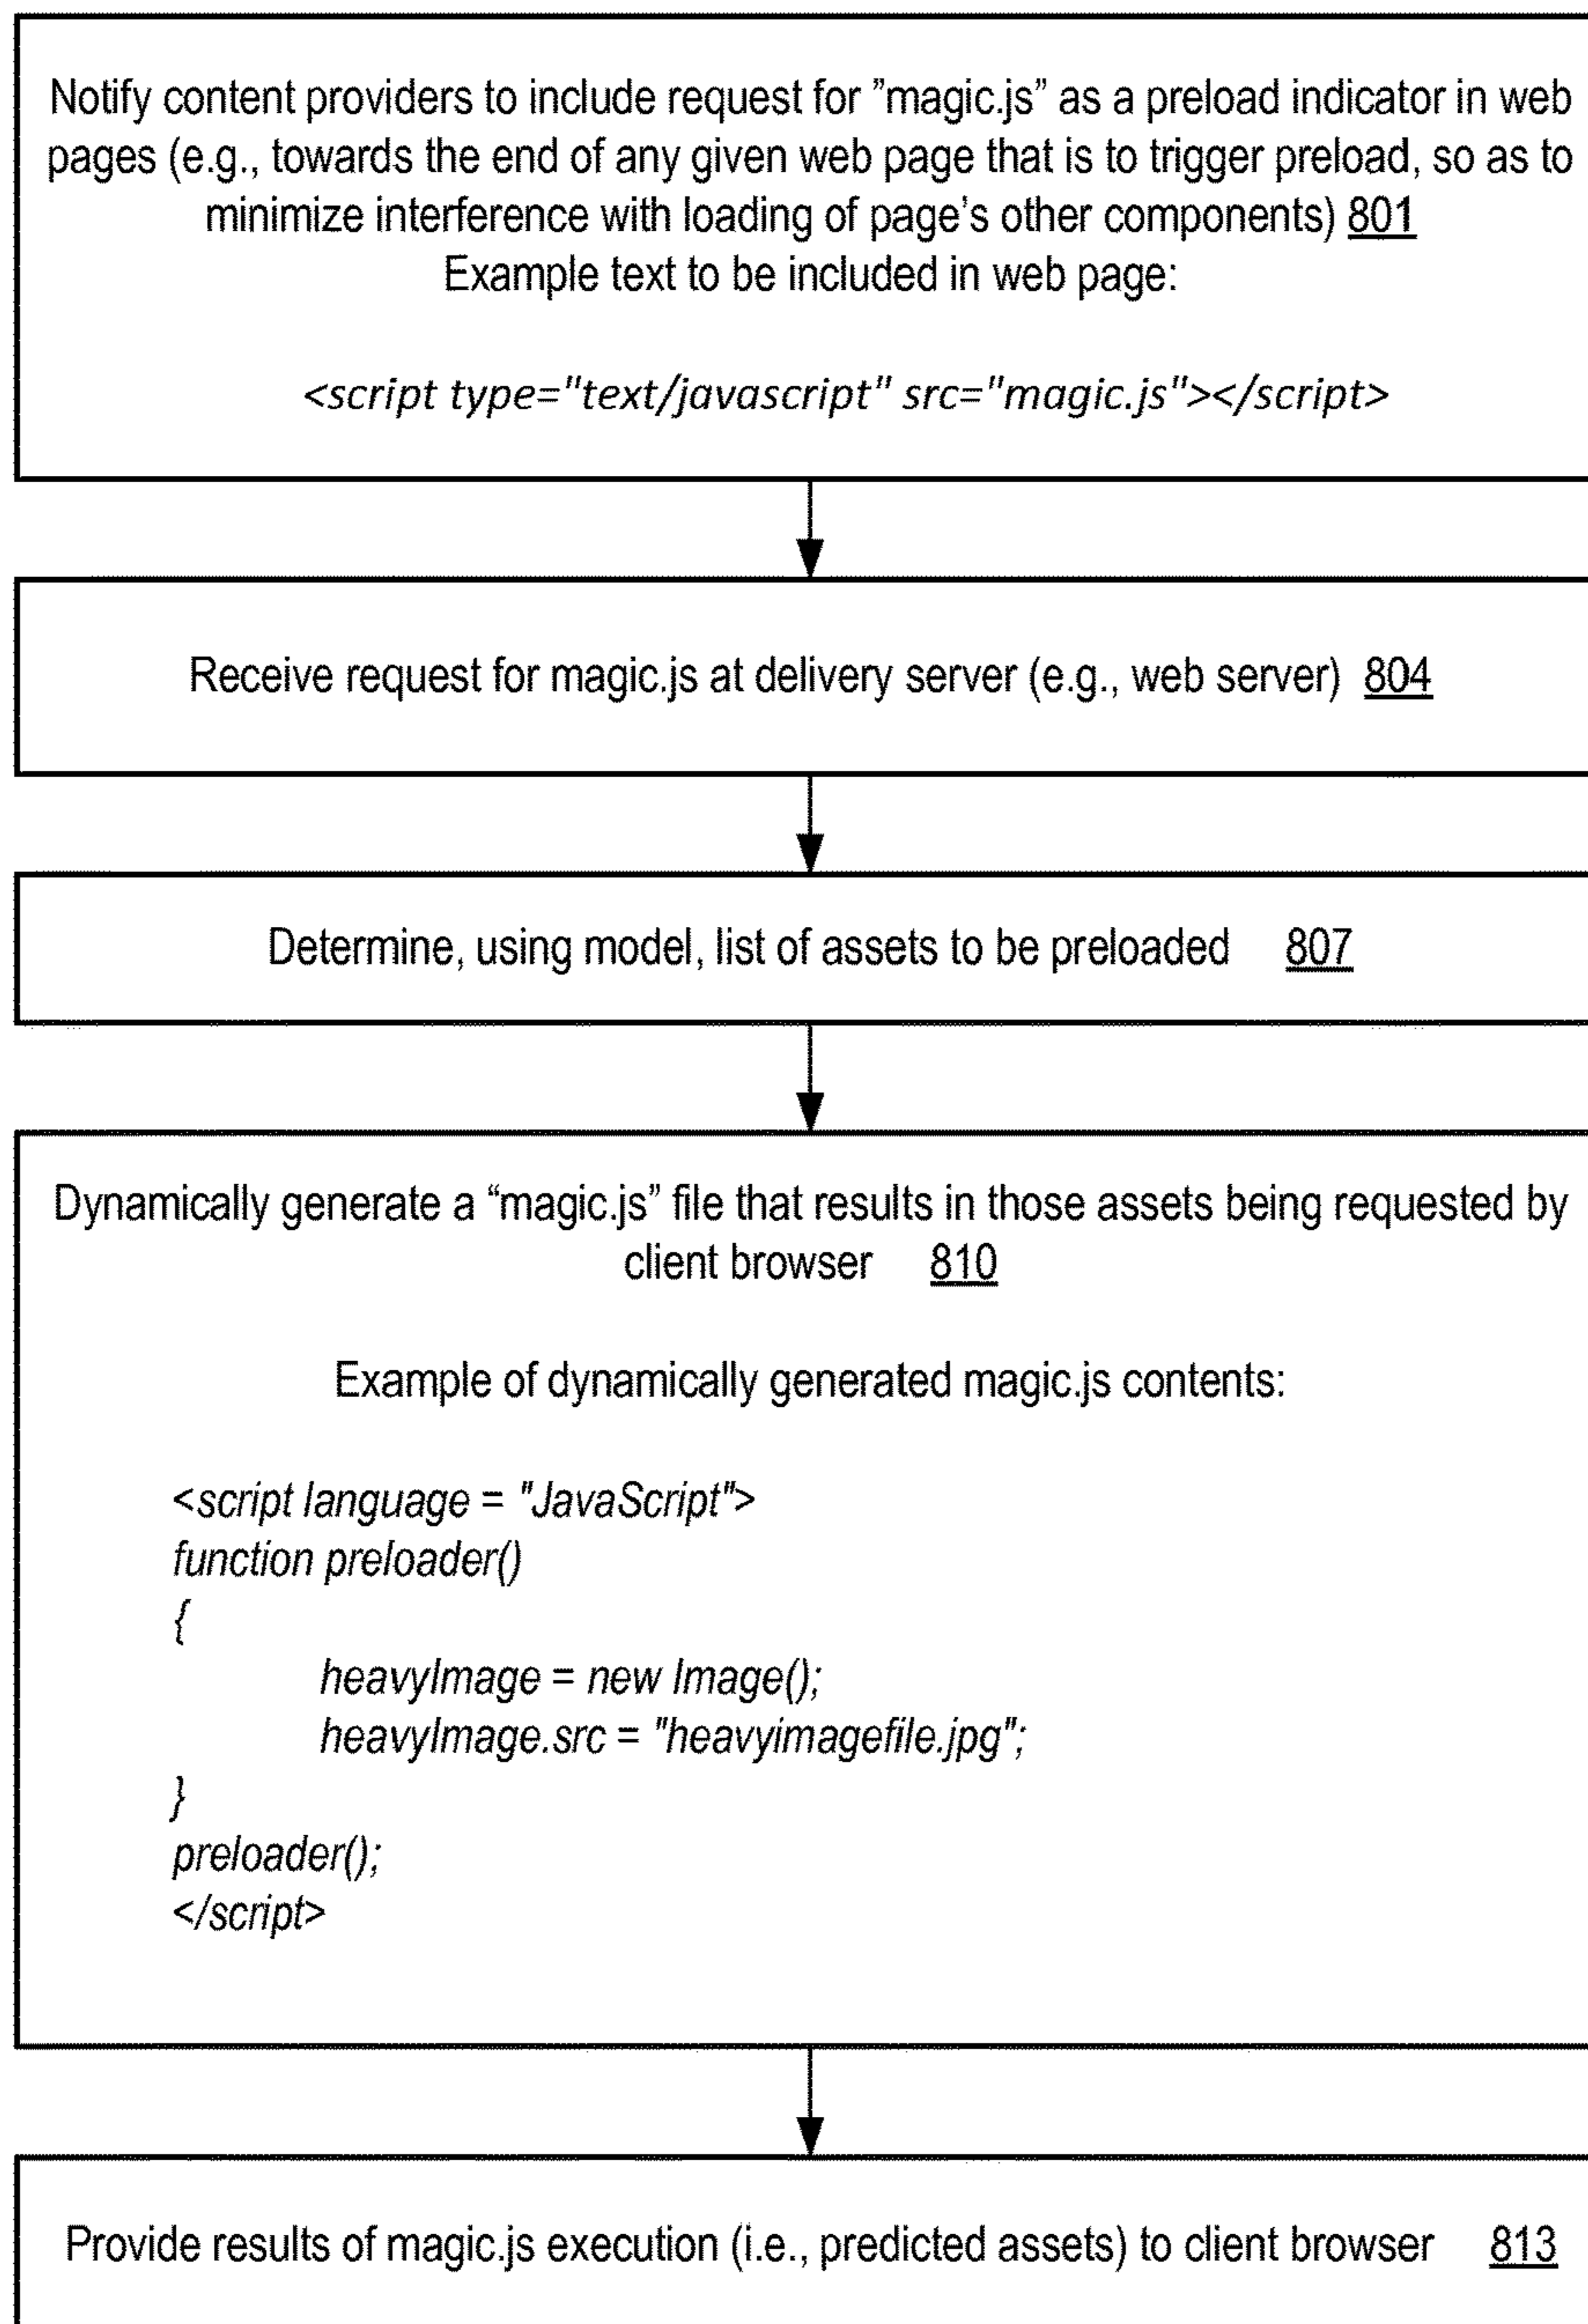 Notify content providers to include request for ”magic.js” as a preload indicator in web
pages (e.g., towards the end of any given web page that is to trigger preload, so as to
minimize interference with loading of page’s other components) 801
Example text to be included in web page:
<script type="text/javascript" src="magic.js"></script>
Receive request for magic.js at delivery server (e.g., web server) 804
Determine, using model, list of assets to be preloaded 807
Dynamically generate a “magic.js” file that results in those assets being requested by
client browser 810
Example of dynamically generated magic.js contents:
<script language = "JavaScript">
function preloader()
{
heavyImage = new Image();
heavyImage.src = "heavyimagefile.jpg";
}
preloader();
</script>
Provide results of magic.js execution (i.e., predicted assets) to client browser 813